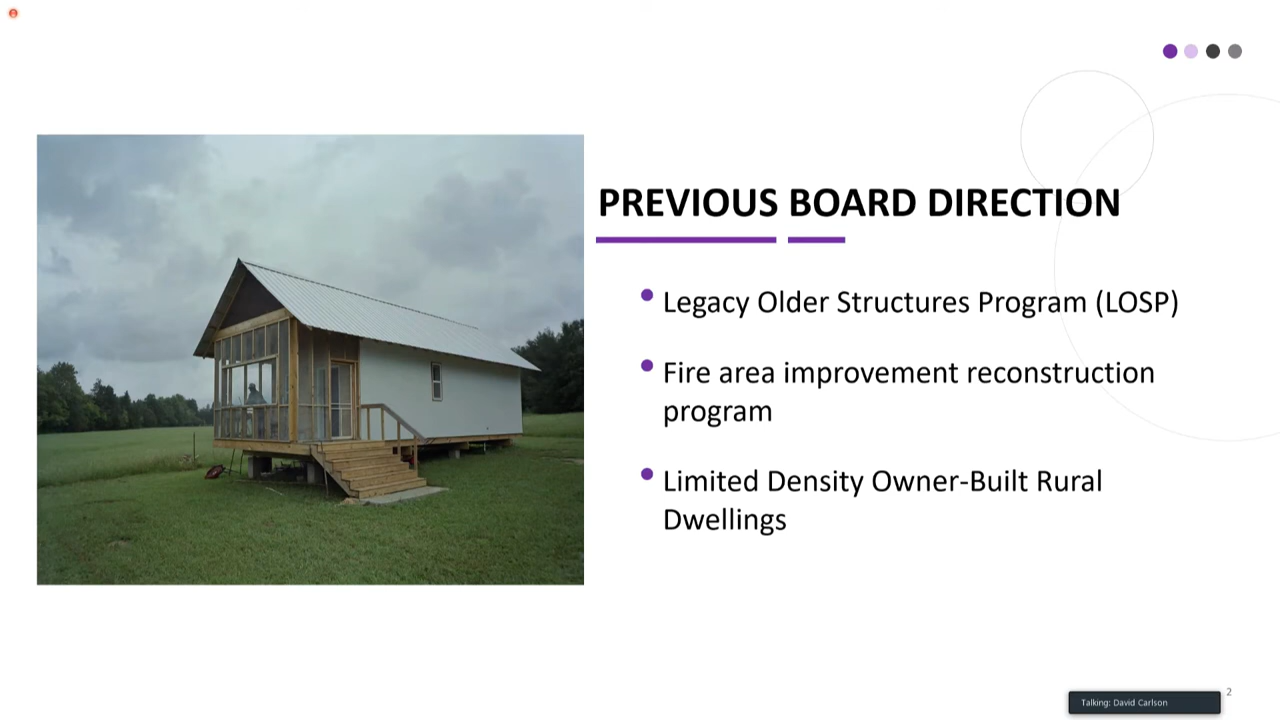 PREVIOUS BOARD DIRECTION
Legacy Older Structures Program (LOSP)
Fire area improvement reconstruction
program
Limited Density Owner-Built Rural
Dwellings
2
Talking: David Carlson